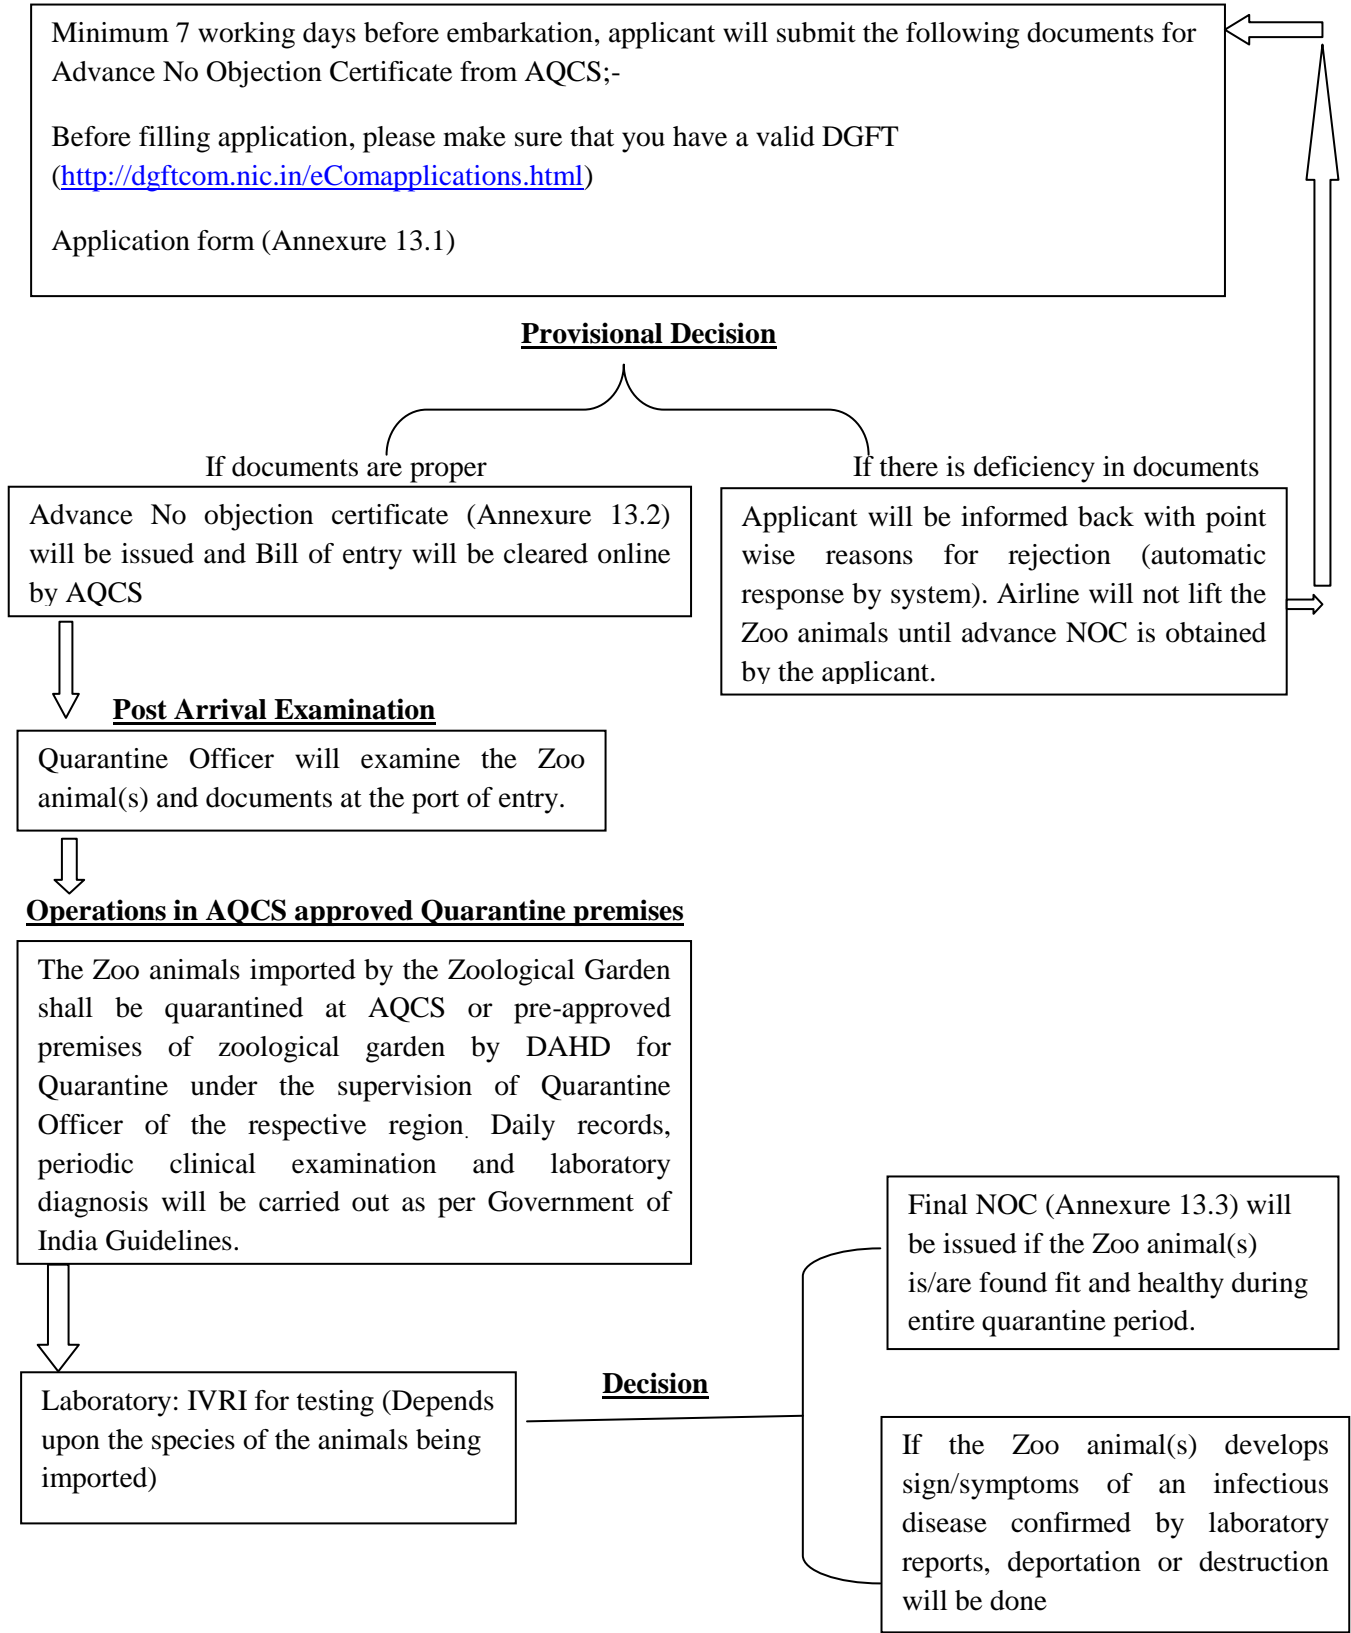 Minimum 7 working days before embarkation, applicant will submit the following documents for
Advance No Objection Certificate from AQCS;-
Before filling application, please make sure that you have a valid DGFT
(http://dgftcom.nic.in/eComapplications.html)
Application form (Annexure 13.1)
Provisional Decision
If documents are proper
Advance No objection certificate (Annexure 13.2)
will be issued and Bill of entry will be cleared online
by AQCS
If there is deficiency in documents
Applicant will be informed back with point
wise reasons for rejection (automatic
response by system). Airline will not lift the
Zoo animals until advance NOC is obtained
by the applicant.
Post Arrival Examination
Quarantine Officer will examine the Zoo
animal(s) and documents at the port of entry.
Operations in AQCS approved Quarantine premises
The Zoo animals imported by the Zoological Garden
shall be quarantined at AQCS or pre-approved
premises of zoological garden by DAHD for
Quarantine under the supervision of Quarantine
Officer of the respective region. Daily records,
periodic clinical examination and laboratory
diagnosis will be carried out as per Government of
India Guidelines.
Laboratory: IVRI for testing (Depends
upon the species of the animals being
imported)
Decision
Final NOC (Annexure 13.3) will
be issued if the Zoo animal(s)
is/are found fit and healthy during
entire quarantine period.
If the Zoo animal(s) develops
sign/symptoms of an infectious
disease confirmed by laboratory
reports, deportation or destruction
will be done